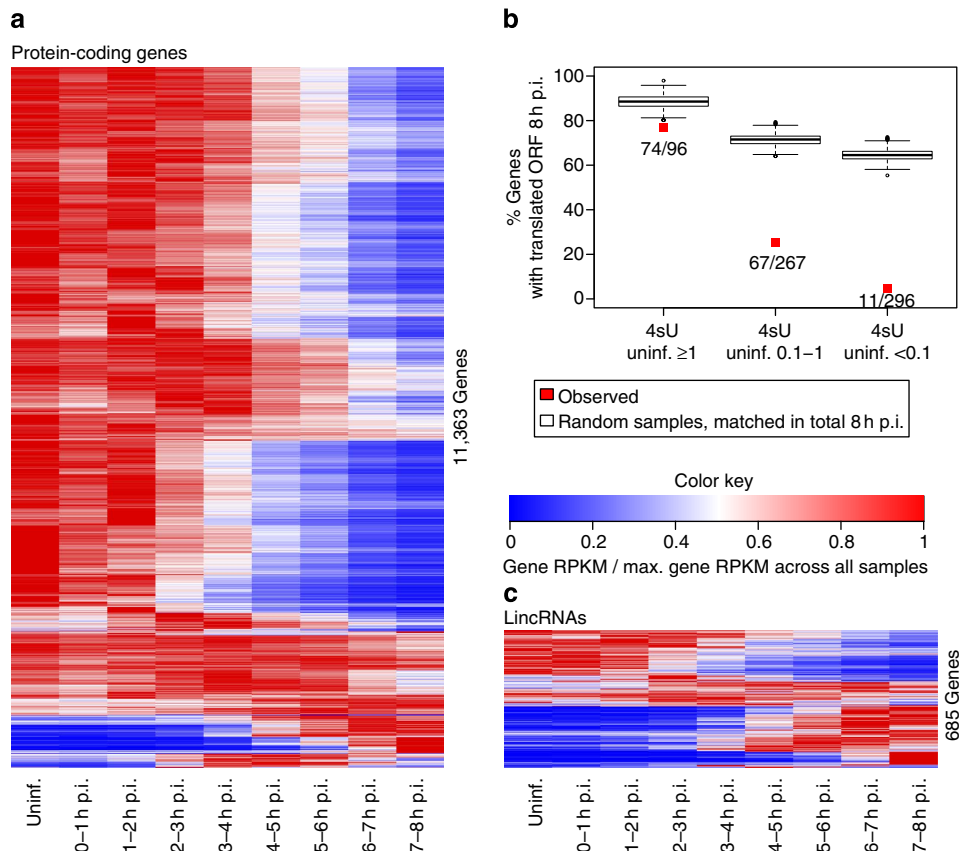 a
Protein-coding genes
11,363 Genes
Uninf.
0–1h p.i.
1–2h p.i.
2–3h p.i.
3–4h p.i.
4–5h p.i.
5–6h p.i.
6–7h p.i.
7–8h p.i.
b
% Genes
with translated ORF 8h p.i.
100
80
60
40
20
0
74/96
67/267
11/296
4sU
uninf. ≥1
4sU
uninf. 0.1–1
4sU
uninf. <0.1
Observed
Random samples, matched in total 8h p.i.
Color key
0 0.2 0.4 0.6 0.8 1
Gene RPKM / max. gene RPKM across all samples
c
LincRNAs
685 Genes
Uninf.
0–1h p.i.
1–2h p.i.
2–3h p.i.
3–4h p.i.
4–5h p.i.
5–6h p.i.
6–7h p.i.
7–8h p.i.